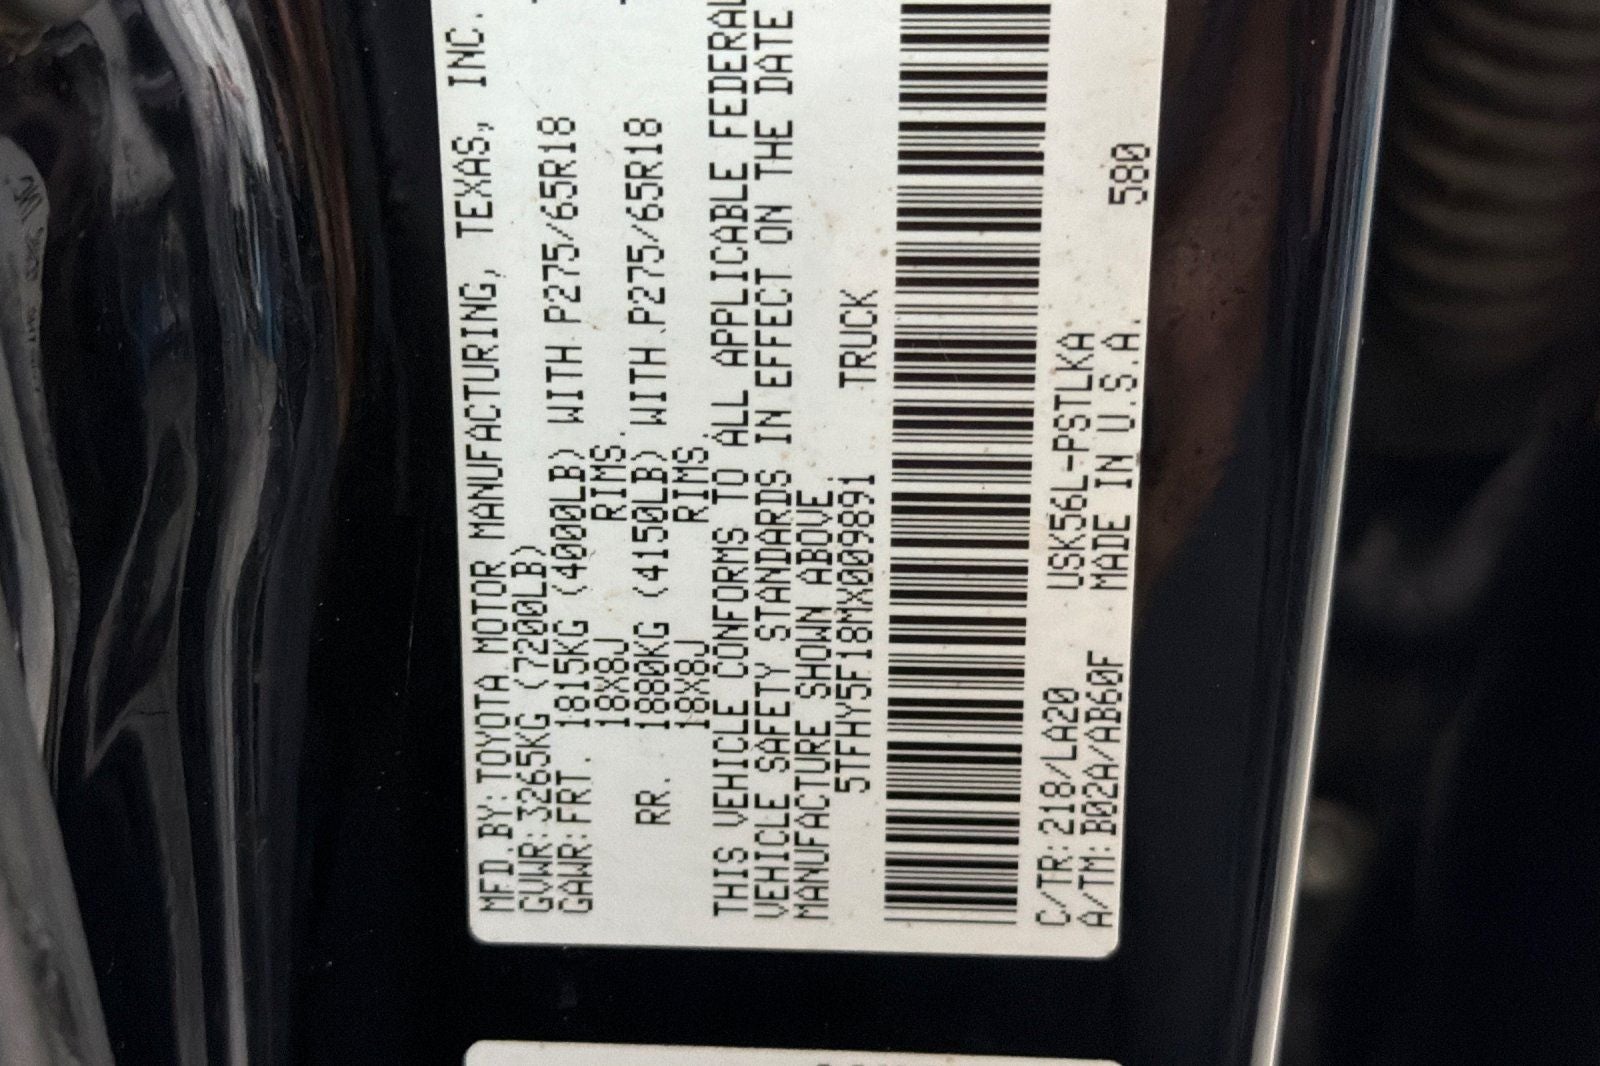 MFD.BY: TOYOTA MOTOR MANUFACTURING, TEXAS, INC.
GVWR: 3265KG (7200LB)
GAWR: FRT. 1815KG (4000LB) WITH P275/65R18
18X8J RIMS.
RR. 1880KG (4150LB) WITH P275/65R18
18X8J RIMS.
THIS VEHICLE CONFORMS TO ALL APPLICABLE FEDERAL
VEHICLE SAFETY STANDARDS IN EFFECT ON THE DATE
MANUFACTURE SHOWN ABOVE.
5TFHY5F18MX009891 TRUCK
C/TR: 218/LA20 USK56L-PSTLKA
A/TM: B02A/AB60F MADE IN U.S.A. 580